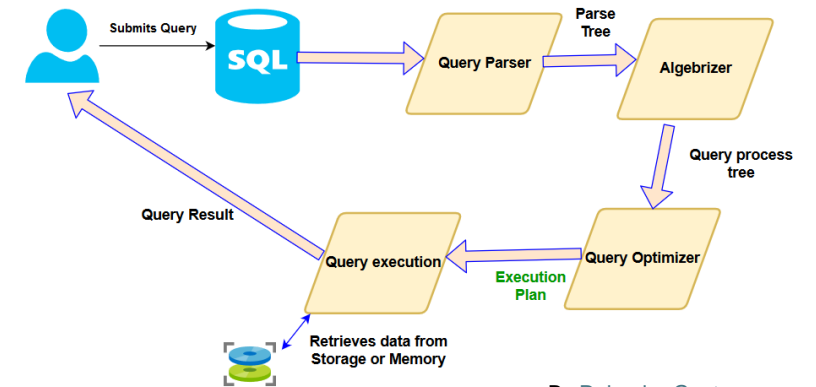 Submits Query
SQL
Query Parser
Parse
Tree
Algebrizer
Query process
tree
Query Optimizer
Execution
Plan
Query execution
Query Result
Retrieves data from
Storage or Memory